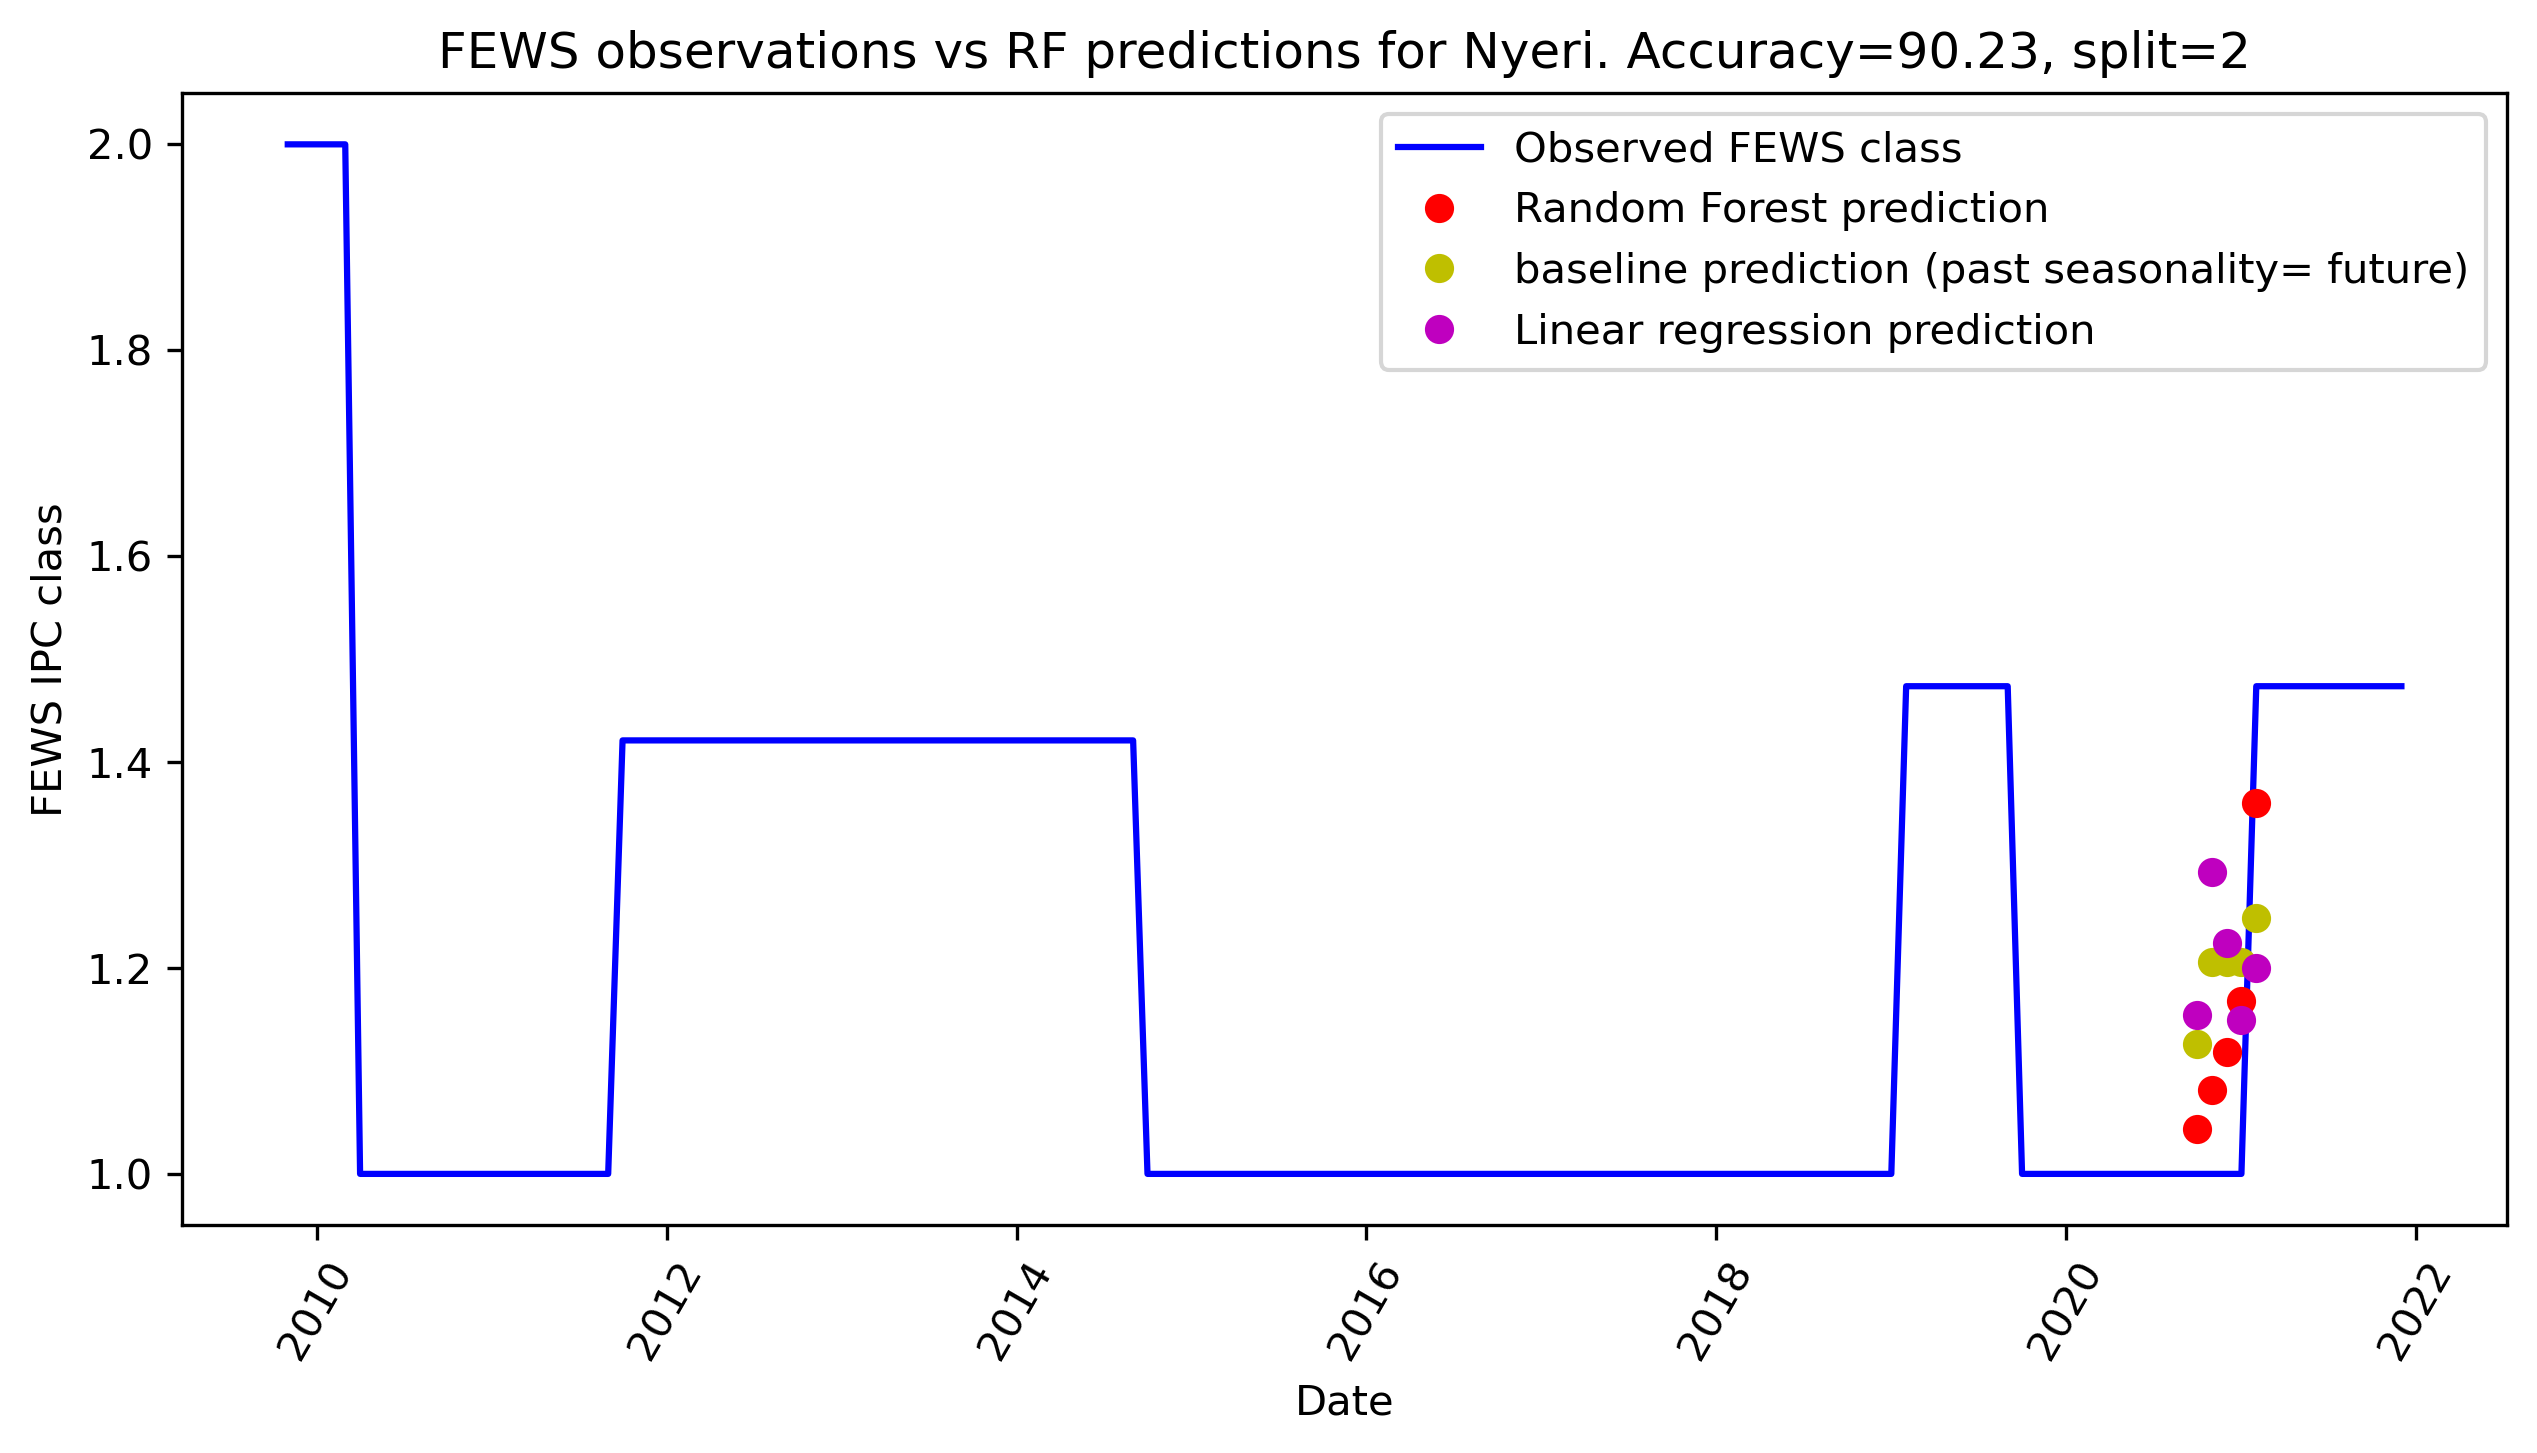 FEWS observations vs RF predictions for Nyeri. Accuracy=90.23, split=2
Observed FEWS class
Random Forest prediction
baseline prediction (past seasonality= future)
Linear regression prediction
FEWS IPC class
2.0
1.8
1.6
1.4
1.2
1.0
2010
2012
2014
2016
2018
2020
2022
Date